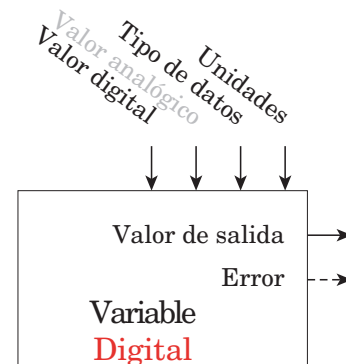 Valor digital
Valor analógico
Tipo de datos
Unidades
Valor de salida
Error
Variable
Digital